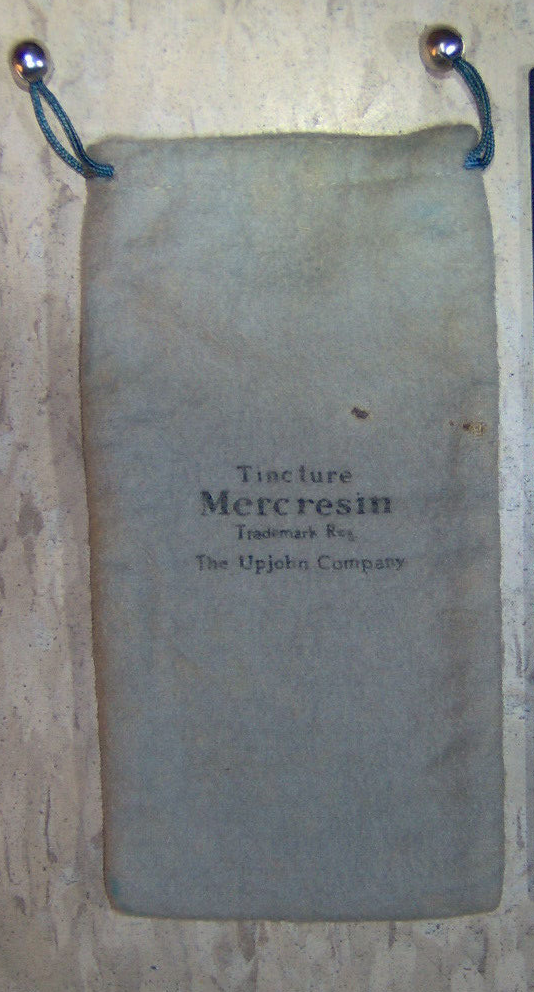 Tincture
Mercresin
Trademark Reg.
The Upjohn Company